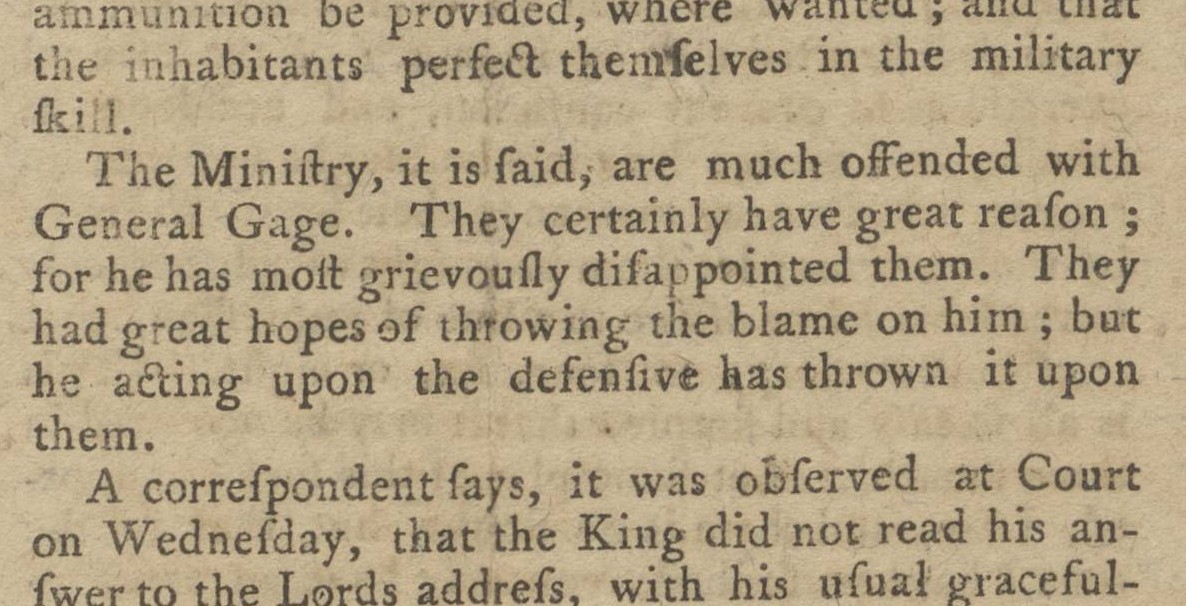 ammunition be provided, where wanted ; and that
the inhabitants perfect themſelves in the military
ſkill.
The Miniſtry, it is ſaid, are much offended with
General Gage. They certainly have great reaſon ;
for he has moſt grievouſly diſappointed them. They
had great hopes of throwing the blame on him ; but
he acting upon the defenſive has thrown it upon
them.
A correſpondent ſays, it was obſerved at Court
on Wedneſday, that the King did not read his an-
ſwer to the Lords addreſs, with his uſual graceful-